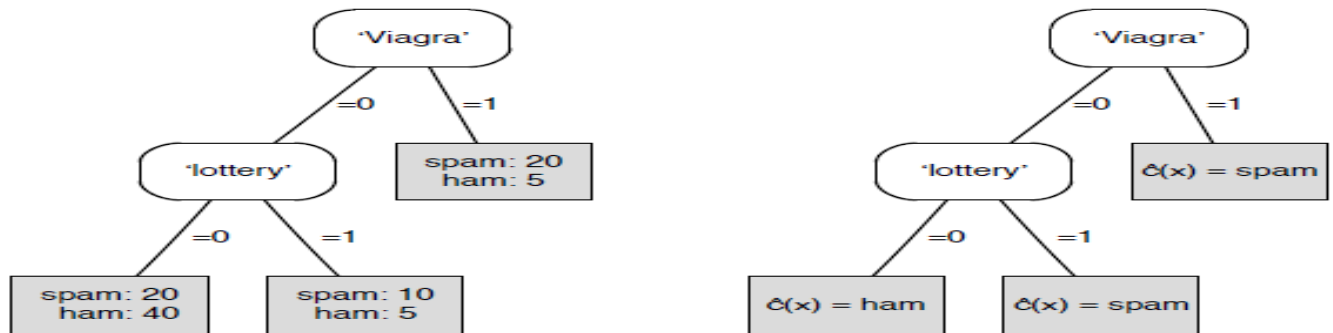 'Viagra'
=0
=1
'lottery'
spam: 20
ham: 5
=0
=1
spam: 20
ham: 40
spam: 10
ham: 5
'Viagra'
=0
=1
'lottery'
ĉ(x) = spam
=0
=1
ĉ(x) = ham
ĉ(x) = spam